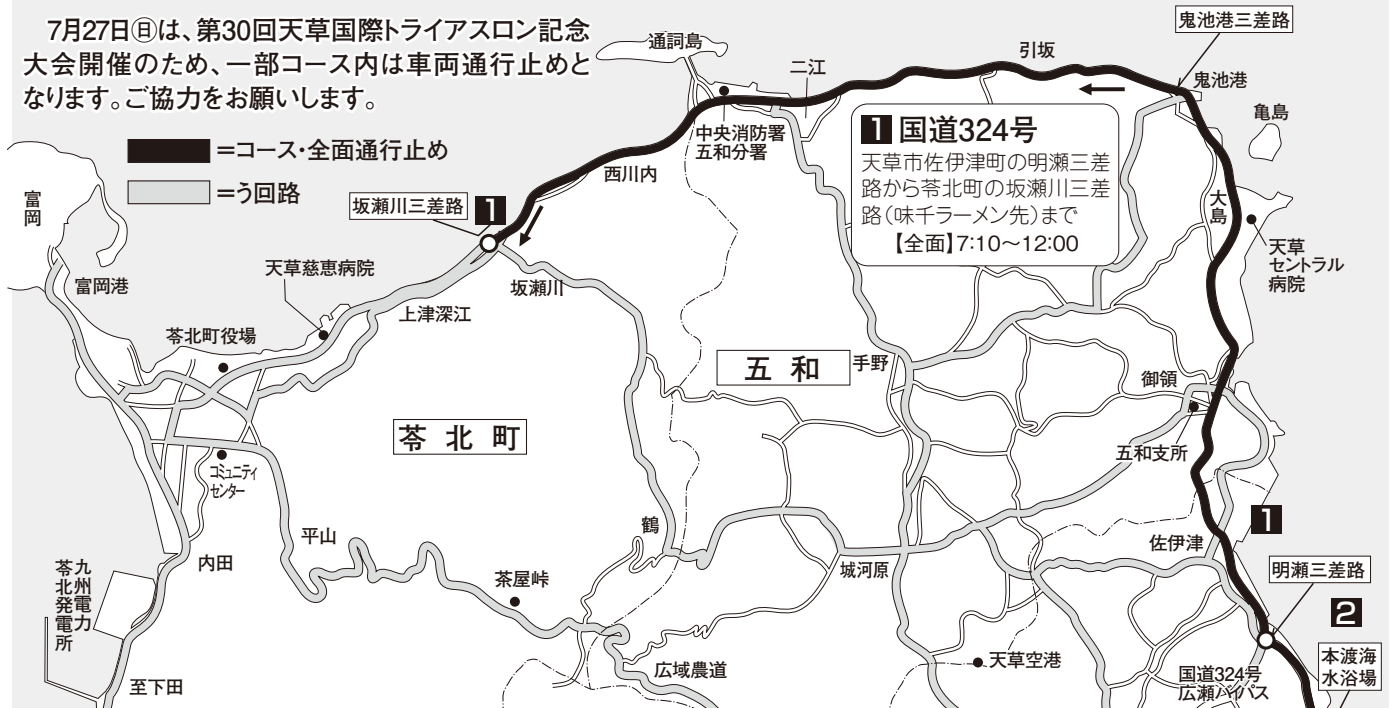 7月27日㊐は、第30回天草国際トライアスロン記念
大会開催のため、一部コース内は車両通行止めと
なります。ご協力をお願いします。
=コース・全面通行止め
=う回路
鬼池港三差路
通詞島
引坂
二江
鬼池港
亀島
中央消防署
五和分署
1 国道324号
天草市佐伊津町の明瀬三差
路から苓北町の坂瀬川三差
路(味千ラーメン先)まで
【全面】7:10～12:00
西川内
坂瀬川三差路
1
富岡
大島
天草
セントラル
病院
天草慈恵病院
坂瀬川
富岡港
上津深江
苓北町役場
五和
手野
御領
苓北町
五和支所
コミュニティ
センター
1
鶴
平山
佐伊津
内田
城河原
明瀬三差路
九州電力
苓北発電所
茶屋峠
2
天草空港
本渡海
水浴場
広域農道
国道324号
広瀬バイパス
至下田